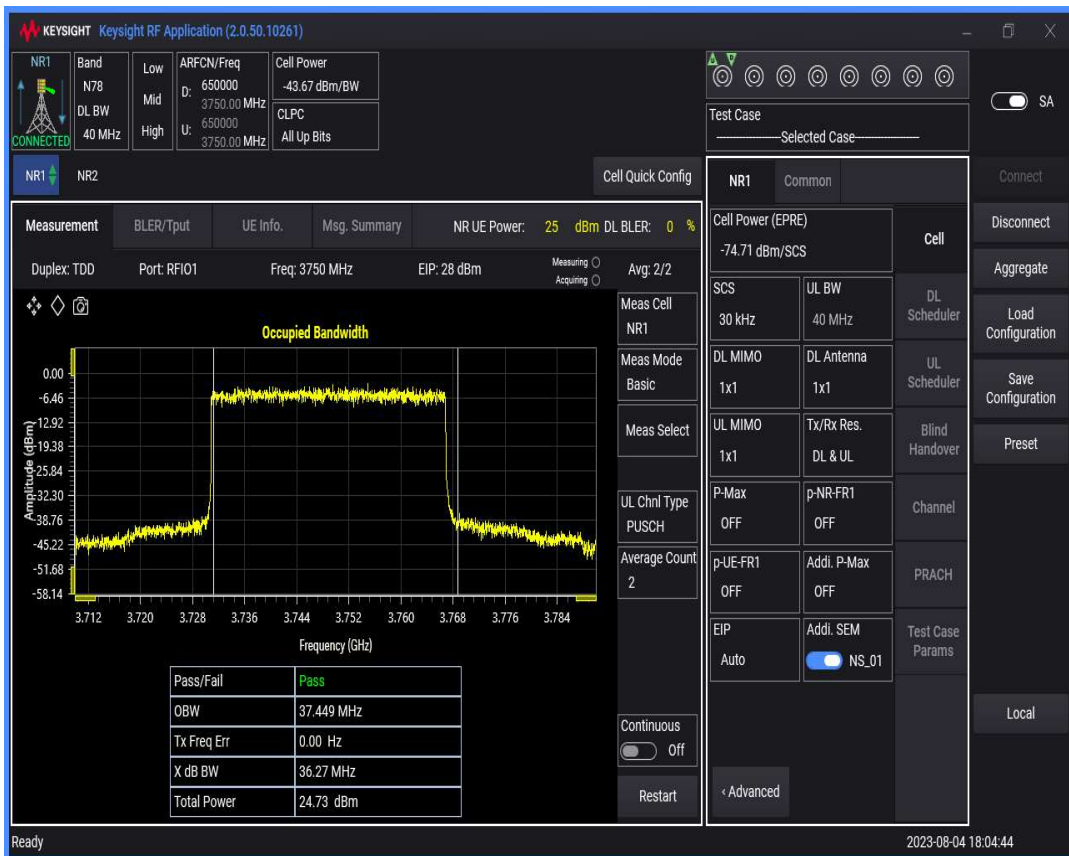 KEYSIGHT Keysight RF Application (2.0.50.10261)
NR1
CONNECTED
Band
N78
DL BW
40 MHz
Low
Mid
High
ARFCN/Freq
D: 650000
3750.00 MHz
U: 650000
3750.00 MHz
Cell Power
-43.67 dBm/BW
CLPC
All Up Bits
Test Case
--------------------Selected Case--------------------
SA
NR1 NR2 Cell Quick Config
Measurement BLER/Tput UE Info. Msg. Summary NR UE Power: 25 dBm DL BLER: 0 %
Duplex: TDD Port: RFIO1 Freq: 3750 MHz EIP: 28 dBm Measuring Acquiring Avg: 2/2
Occupied Bandwidth
Amplitude (dBm)
0.00
-6.46
-12.92
-19.38
-25.84
-32.30
-38.76
-45.22
-51.68
-58.14
3.712 3.720 3.728 3.736 3.744 3.752 3.760 3.768 3.776 3.784
Frequency (GHz)
Pass/Fail Pass
OBW 37.449 MHz
Tx Freq Err 0.00 Hz
X dB BW 36.27 MHz
Total Power 24.73 dBm
Meas Cell
NR1
Meas Mode
Basic
Meas Select
UL Chnl Type
PUSCH
Average Count
2
Continuous
Off
Restart
NR1 Common
Cell Power (EPRE)
-74.71 dBm/SCS
SCS
30 kHz
UL BW
40 MHz
DL MIMO
1x1
DL Antenna
1x1
UL MIMO
1x1
Tx/Rx Res.
DL & UL
P-Max
OFF
p-NR-FR1
OFF
p-UE-FR1
OFF
Addi. P-Max
OFF
EIP
Auto
Addi. SEM
NS_01
‹ Advanced
Cell
DL
Scheduler
UL
Scheduler
Blind
Handover
Channel
PRACH
Test Case
Params
Connect
Disconnect
Aggregate
Load
Configuration
Save
Configuration
Preset
Local
Ready 2023-08-04 18:04:44